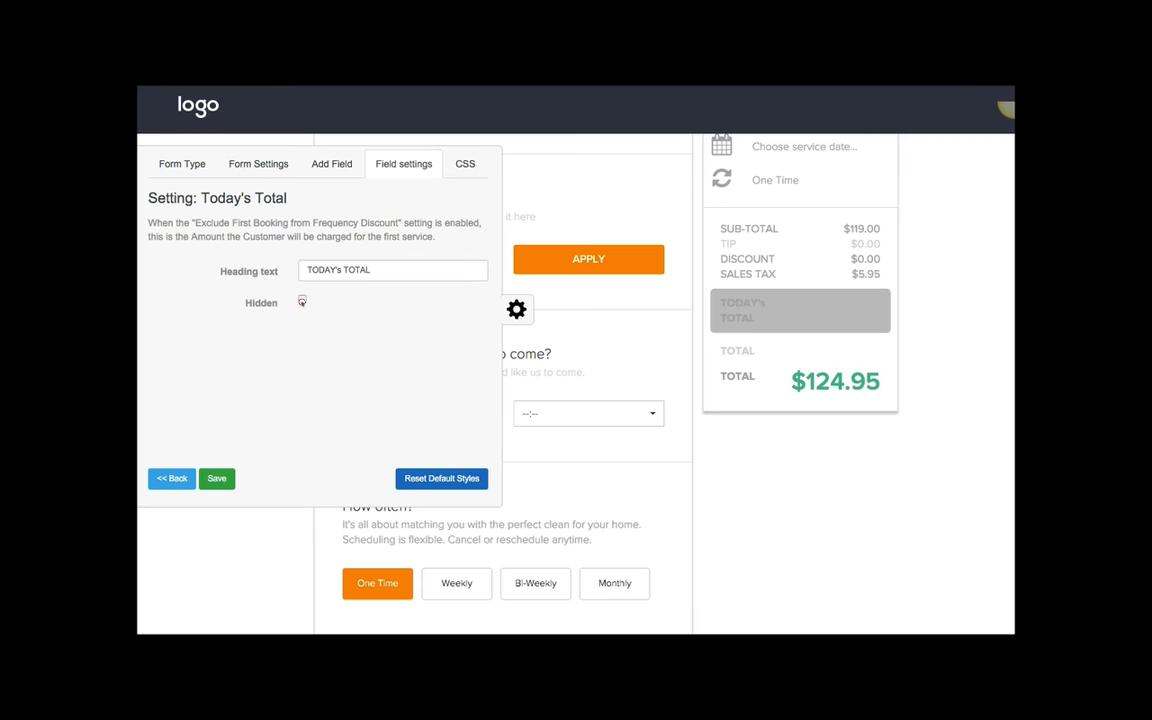 logo
Form Type
Form Settings
Add Field
Field settings
CSS
Setting: Today's Total
When the "Exclude First Booking from Frequency Discount" setting is enabled,
this is the Amount the Customer will be charged for the first service.
Heading text
TODAY's TOTAL
Hidden
<< Back
Save
Reset Default Styles
it here
APPLY
come?
d like us to come.
--:--
How often?
It's all about matching you with the perfect clean for your home.
Scheduling is flexible. Cancel or reschedule anytime.
One Time
Weekly
Bi-Weekly
Monthly
Choose service date...
One Time
SUB-TOTAL $119.00
TIP $0.00
DISCOUNT $0.00
SALES TAX $5.95
TODAY's
TOTAL
TOTAL
TOTAL $124.95